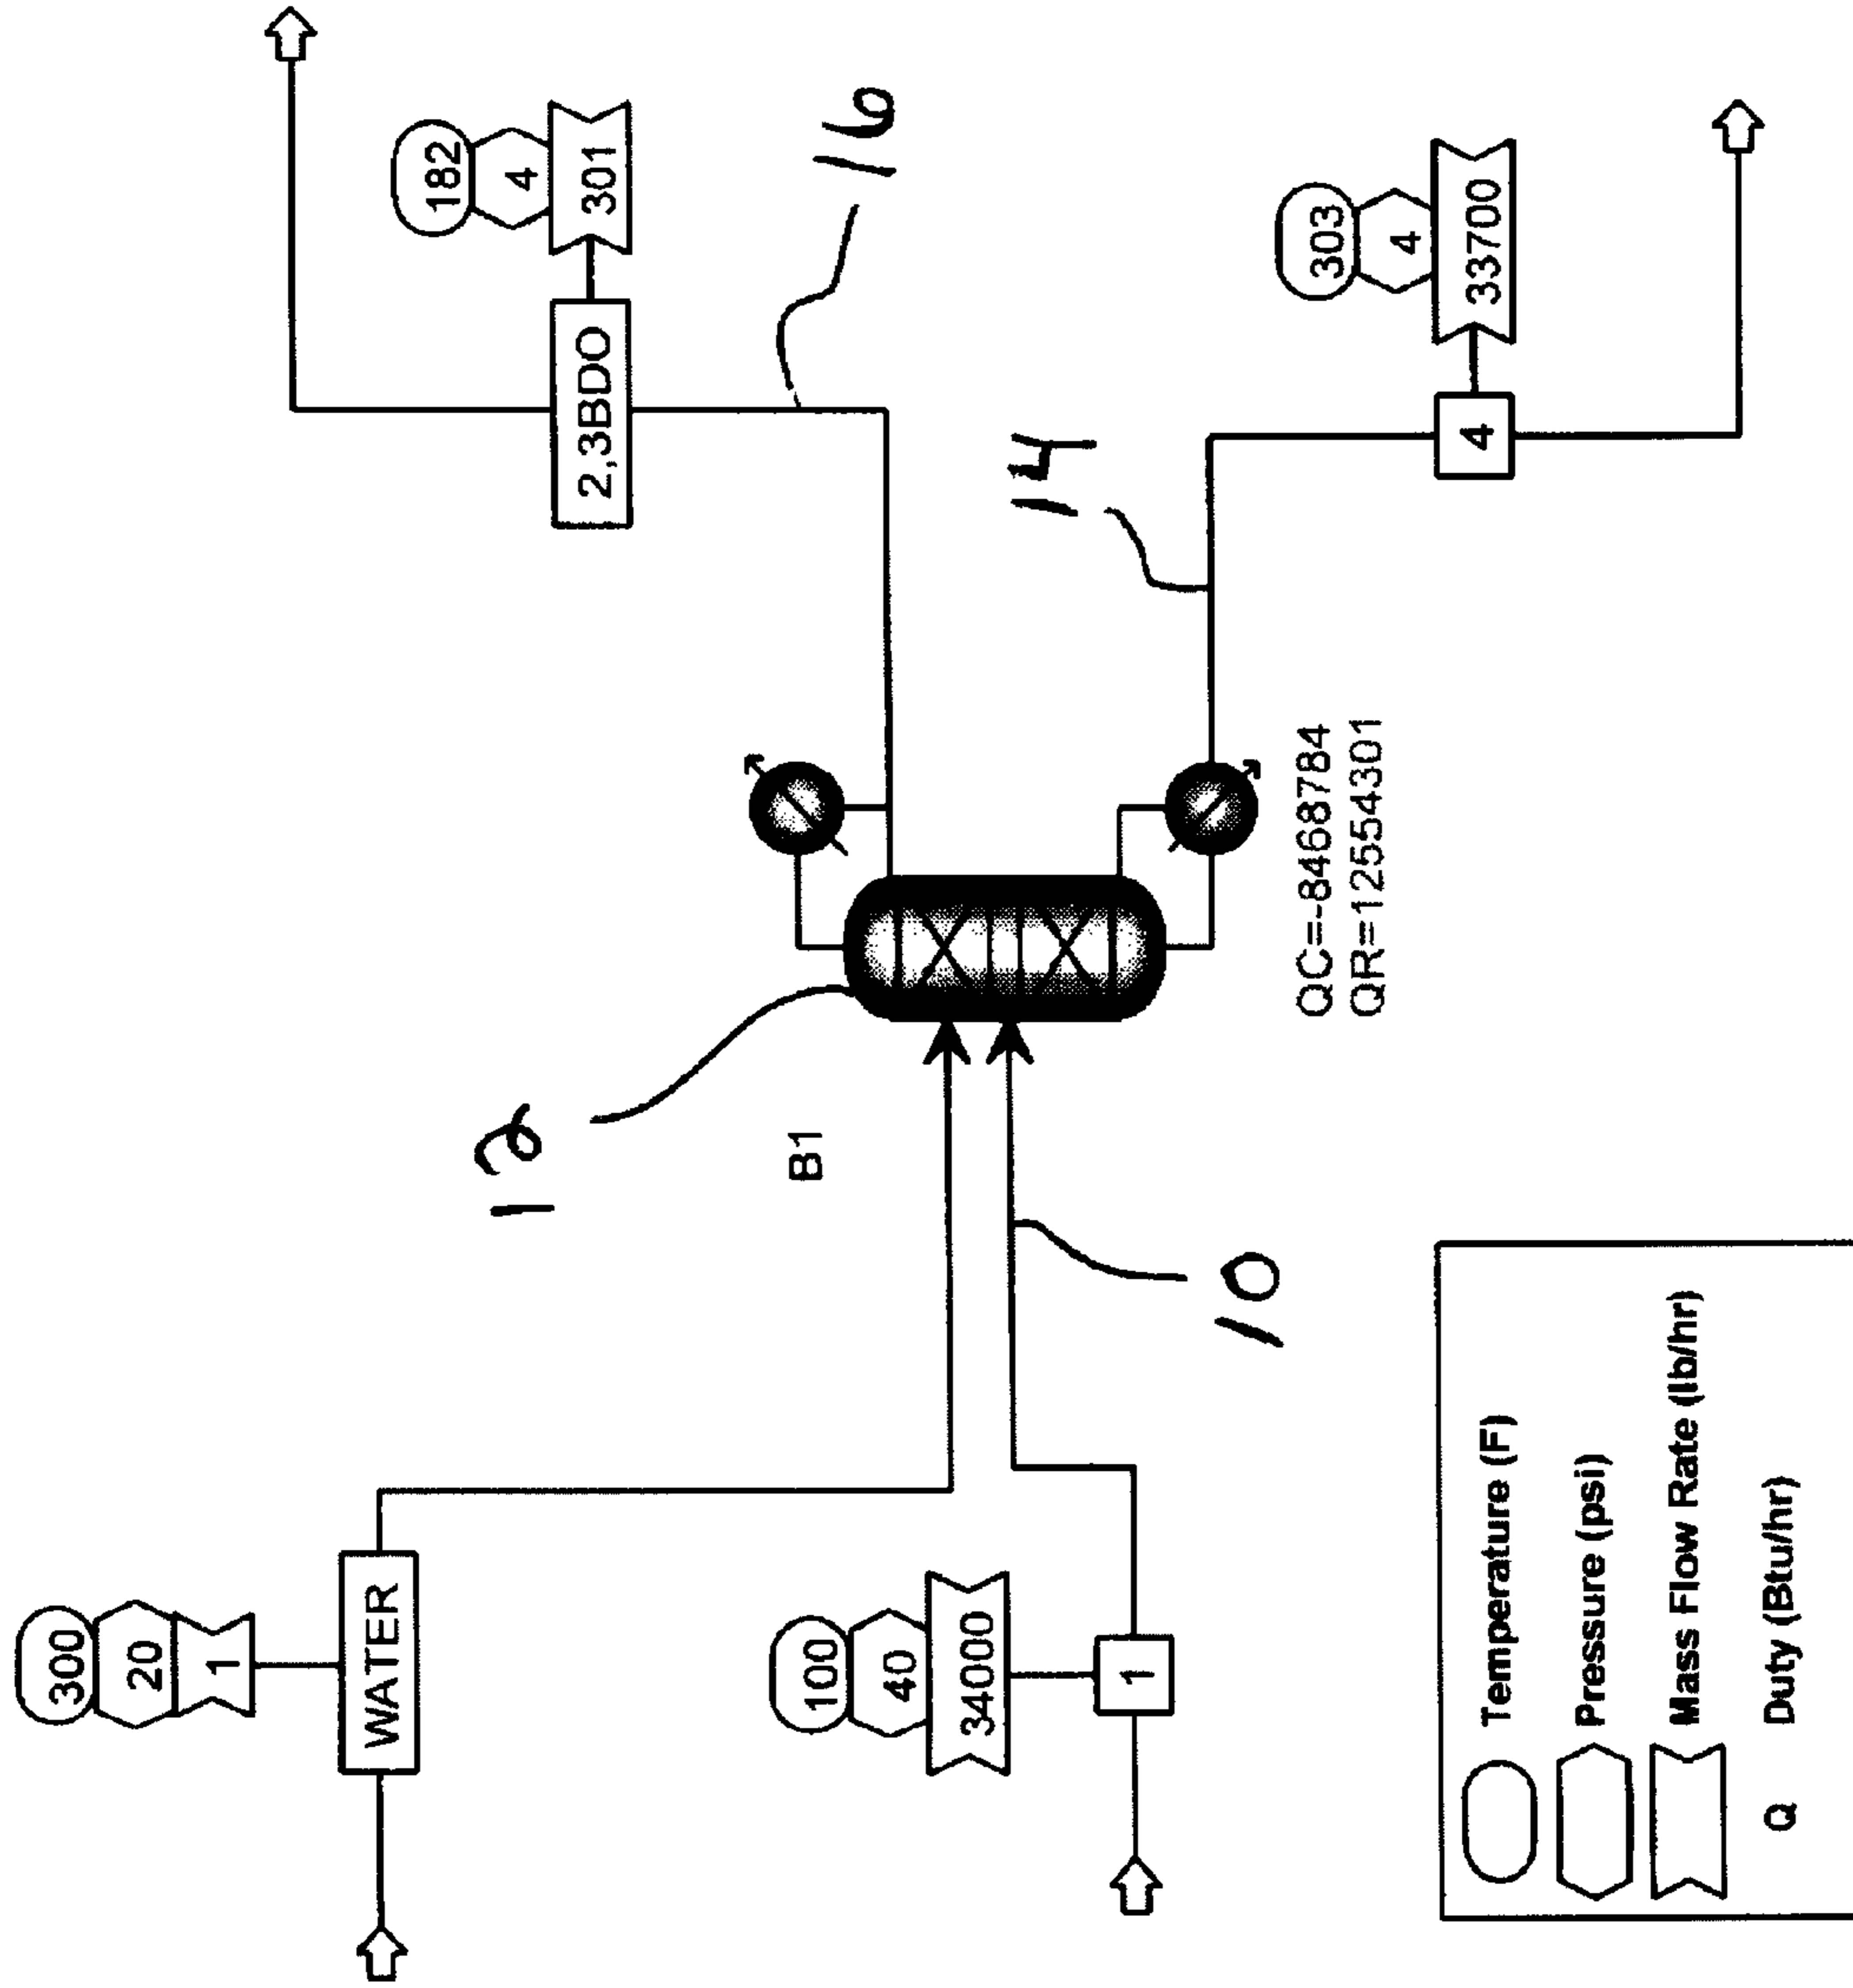 300
20
1
WATER
100
40
34000
1
12
B1
10
182
4
301
2,3BDO
16
14
303
4
33700
4
QC=-8468784
QR=12554301
Temperature (F)
Pressure (psi)
Mass Flow Rate (lb/hr)
Q Duty (Btu/hr)